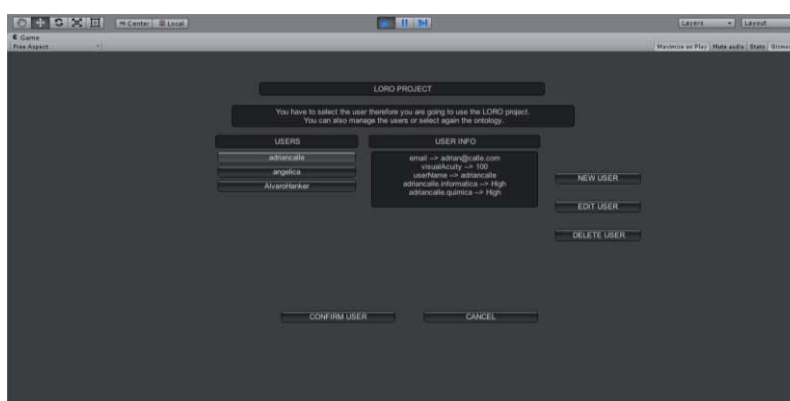 Center Local
Layers Layout
Game
Free Aspect
Maximize on Play Mute audio Stats Gizmos
LORO PROJECT
You have to select the user therefore you are going to use the LORO project.
You can also manage the users or select again the ontology.
USERS
USER INFO
adriancalle
angelica
AlvaroHanker
email --> adrian@calle.com
visualAcuity --> 100
userName --> adriancalle
adriancalle.informatica --> High
adriancalle.quimica --> High
NEW USER
EDIT USER
DELETE USER
CONFIRM USER
CANCEL